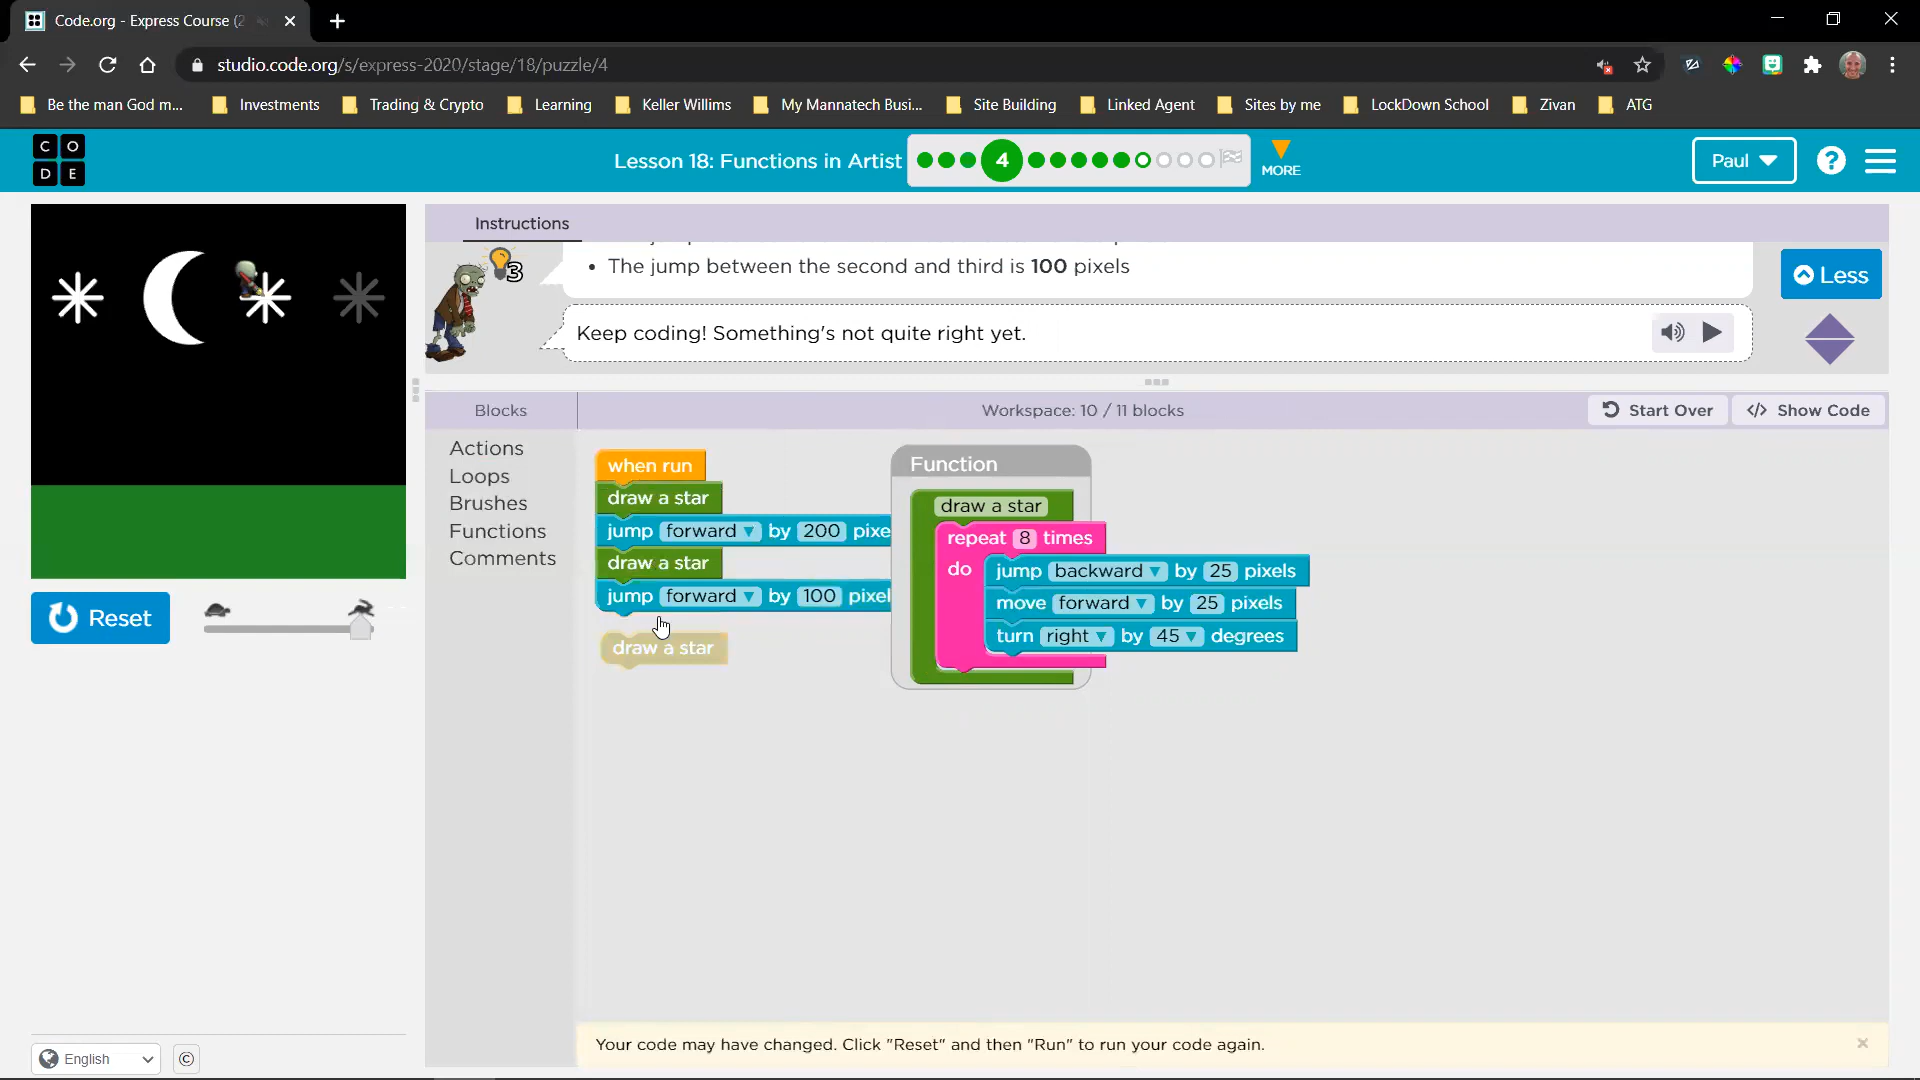 Code.org - Express Course (2
studio.code.org/s/express-2020/stage/18/puzzle/4
Be the man God m...
Investments
Trading & Crypto
Learning
Keller Willims
My Mannatech Busi...
Site Building
Linked Agent
Sites by me
LockDown School
Zivan
ATG
C O
D E
Lesson 18: Functions in Artist
4
MORE
Paul
?
Instructions
3
• The jump between the second and third is 100 pixels
Less
Keep coding! Something's not quite right yet.
Blocks
Workspace: 10 / 11 blocks
Start Over
</> Show Code
Actions
Loops
Brushes
Functions
Comments
when run
draw a star
jump forward ▼ by 200 pixe
draw a star
jump forward ▼ by 100 pixel
draw a star
Function
draw a star
repeat 8 times
do
jump backward ▼ by 25 pixels
move forward ▼ by 25 pixels
turn right ▼ by 45 ▼ degrees
Reset
Your code may have changed. Click "Reset" and then "Run" to run your code again.
English
©